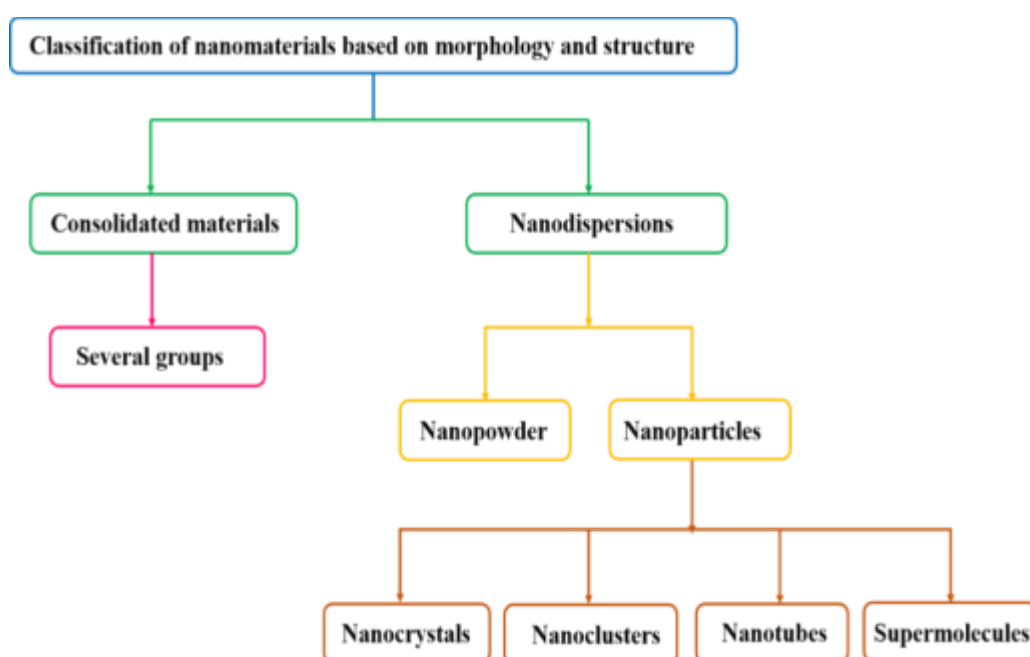 Classification of nanomaterials based on morphology and structure
Consolidated materials
Nanodispersions
Several groups
Nanopowder
Nanoparticles
Nanocrystals
Nanoclusters
Nanotubes
Supermolecules